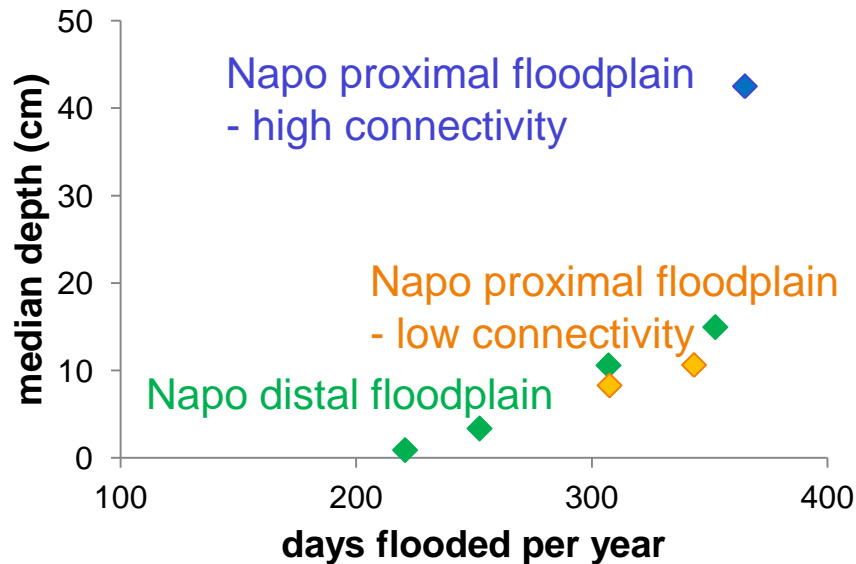 50
40
30
20
10
0
median depth (cm)
Napo proximal floodplain
- high connectivity
Napo proximal floodplain
- low connectivity
Napo distal floodplain
100
200
300
400
days flooded per year